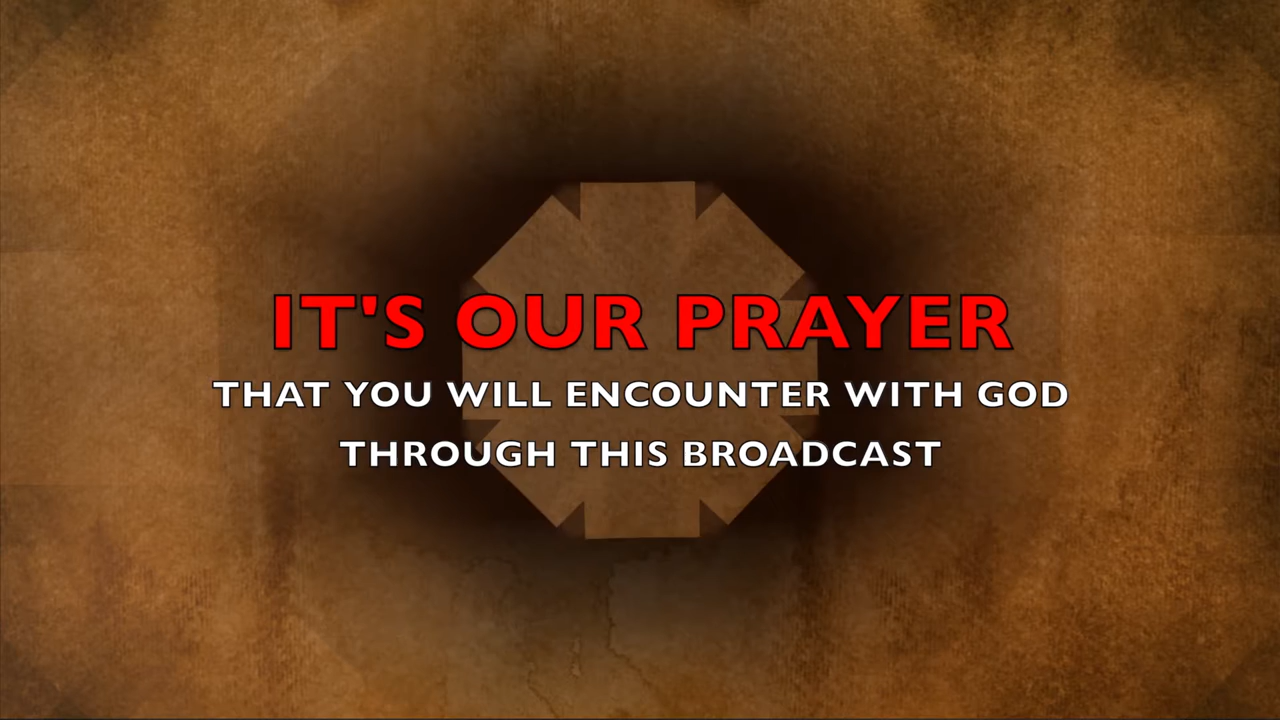 IT'S OUR PRAYER
THAT YOU WILL ENCOUNTER WITH GOD
THROUGH THIS BROADCAST